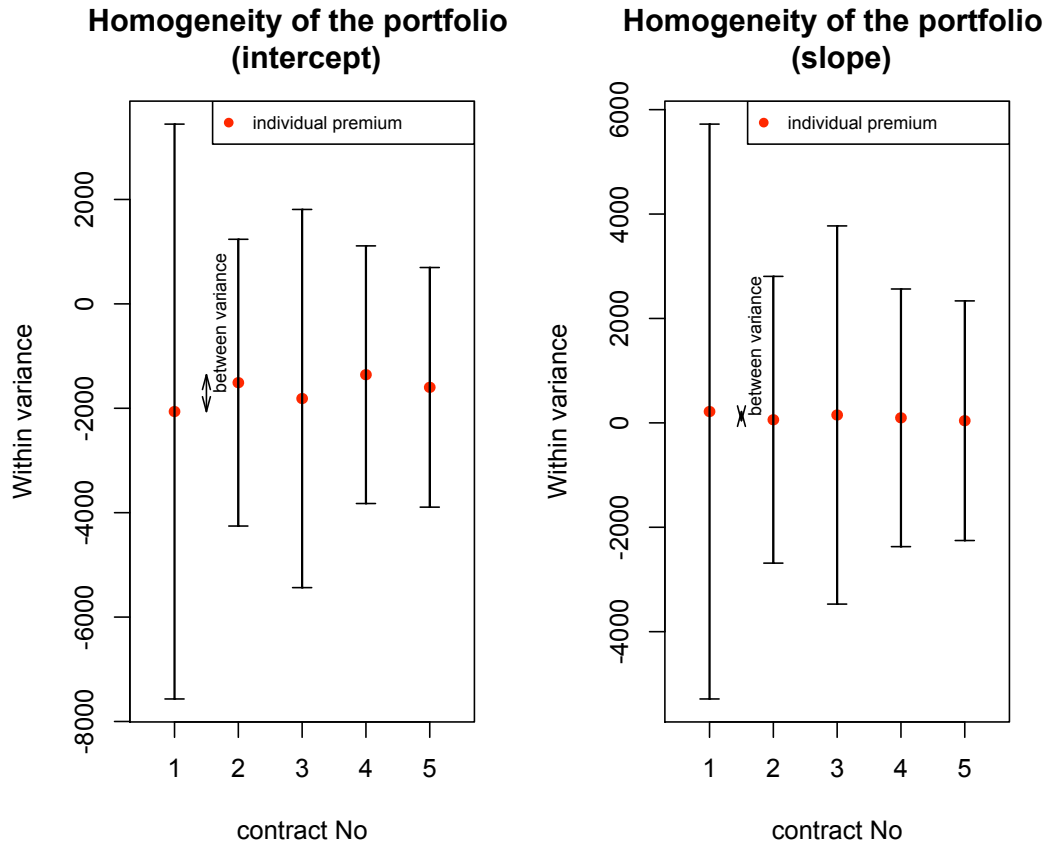 Homogeneity of the portfolio
(intercept)
individual premium
2000
0
-2000
-4000
-6000
-8000
Within variance
between variance
1 2 3 4 5
contract No
Homogeneity of the portfolio
(slope)
individual premium
6000
4000
2000
0
-2000
-4000
Within variance
between variance
1 2 3 4 5
contract No